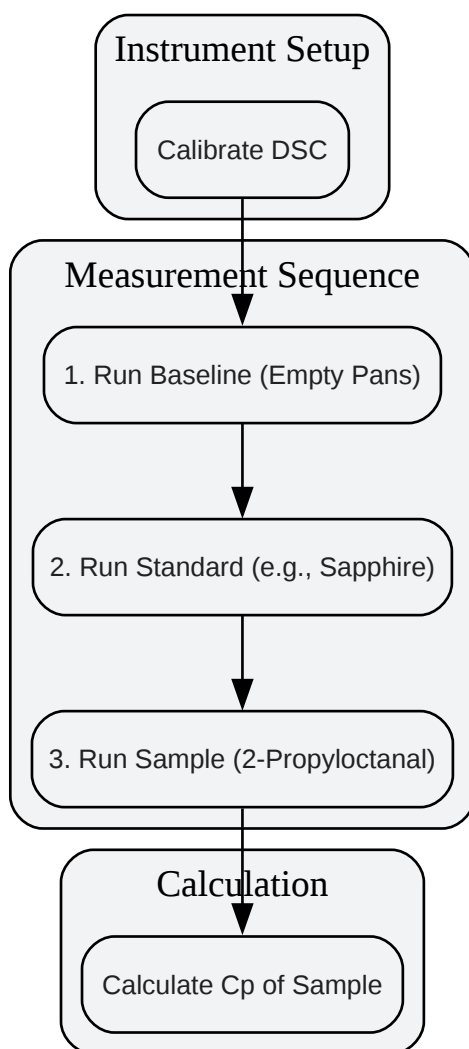 Instrument Setup
Calibrate DSC
Measurement Sequence
1. Run Baseline (Empty Pans)
2. Run Standard (e.g., Sapphire)
3. Run Sample (2-Propyloctanal)
Calculation
Calculate Cp of Sample